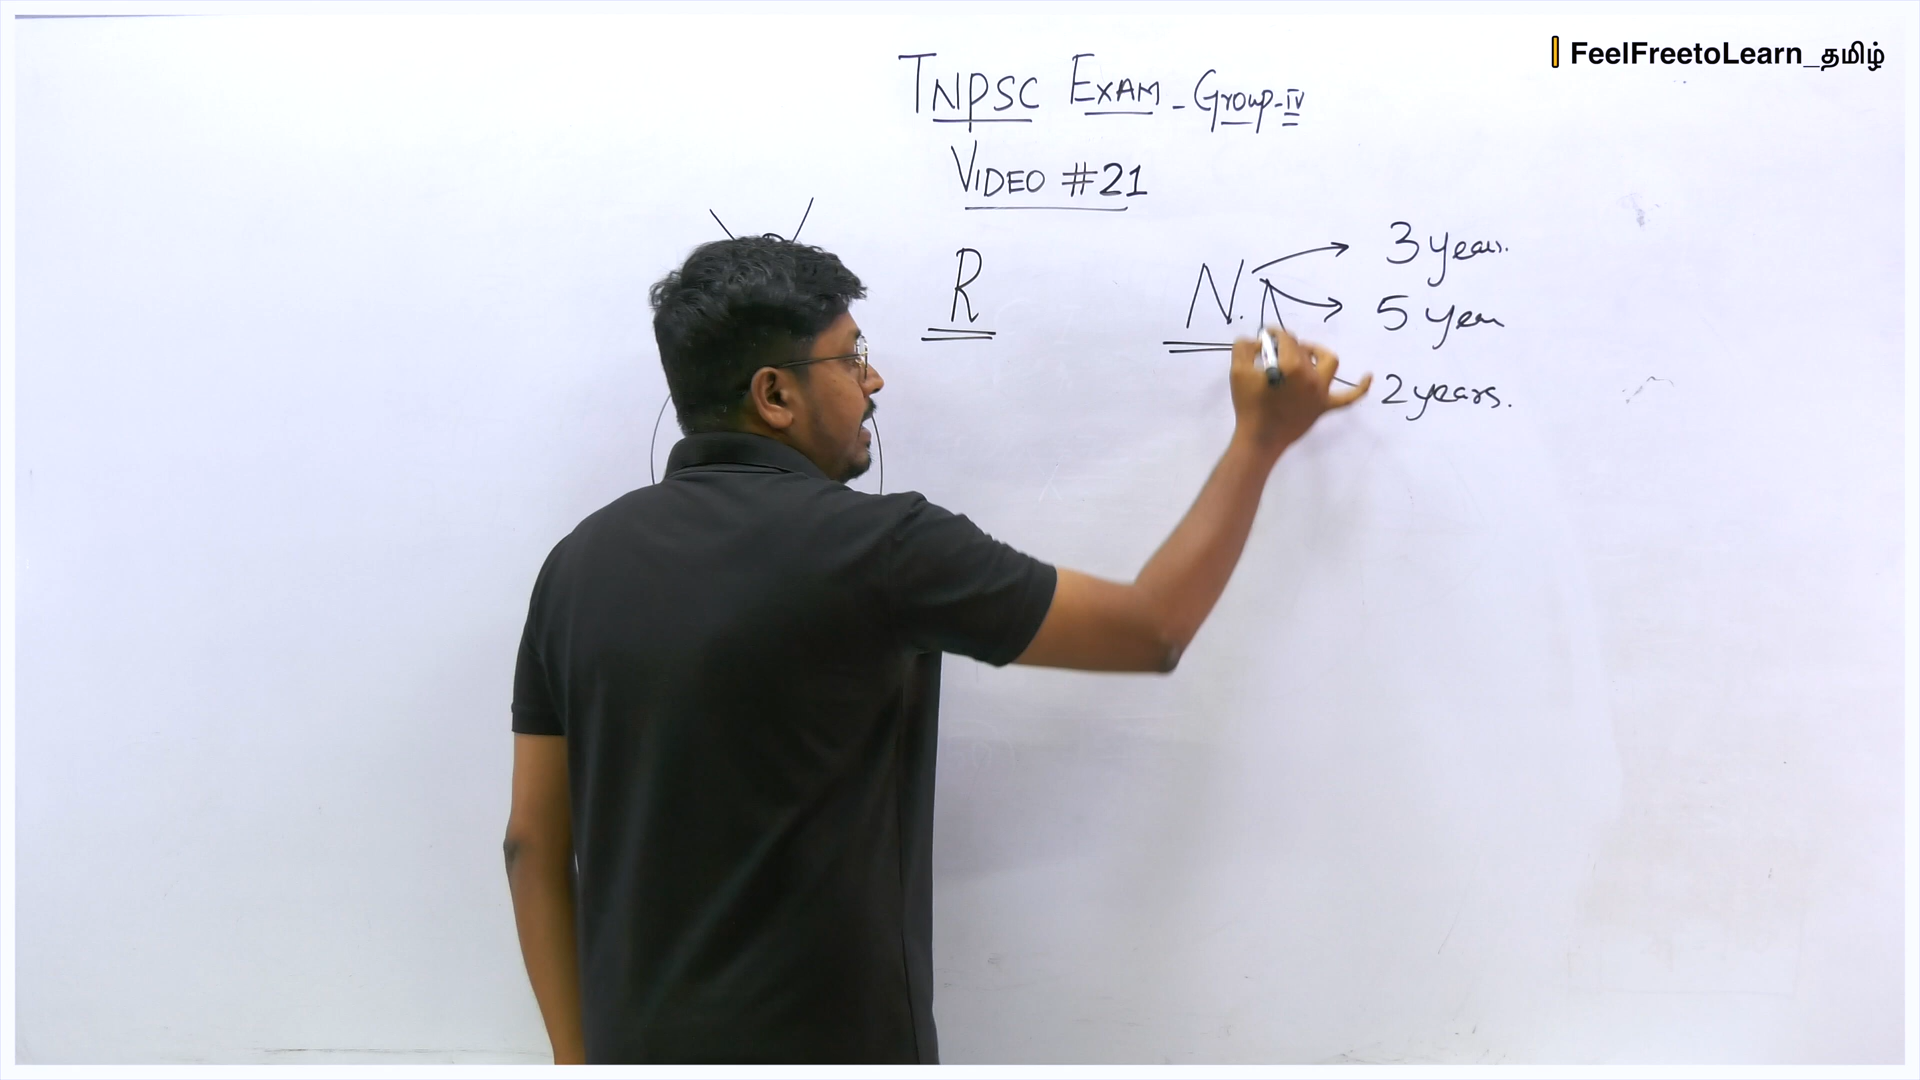 FeelFreetoLearn_தமிழ்
TNPSC EXAM - Group-IV
VIDEO #21
R
N.
3 years.
5 year
2 years.